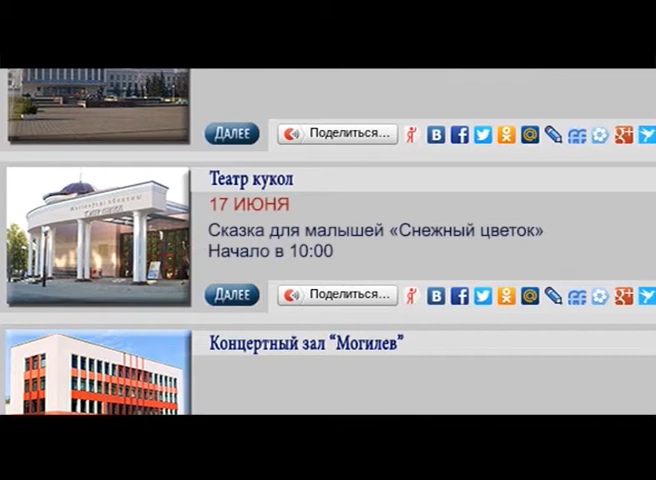 Далее
Поделиться...
Театр кукол
17 ИЮНЯ
Сказка для малышей «Снежный цветок»
Начало в 10:00
Далее
Поделиться...
Концертный зал “Могилев”